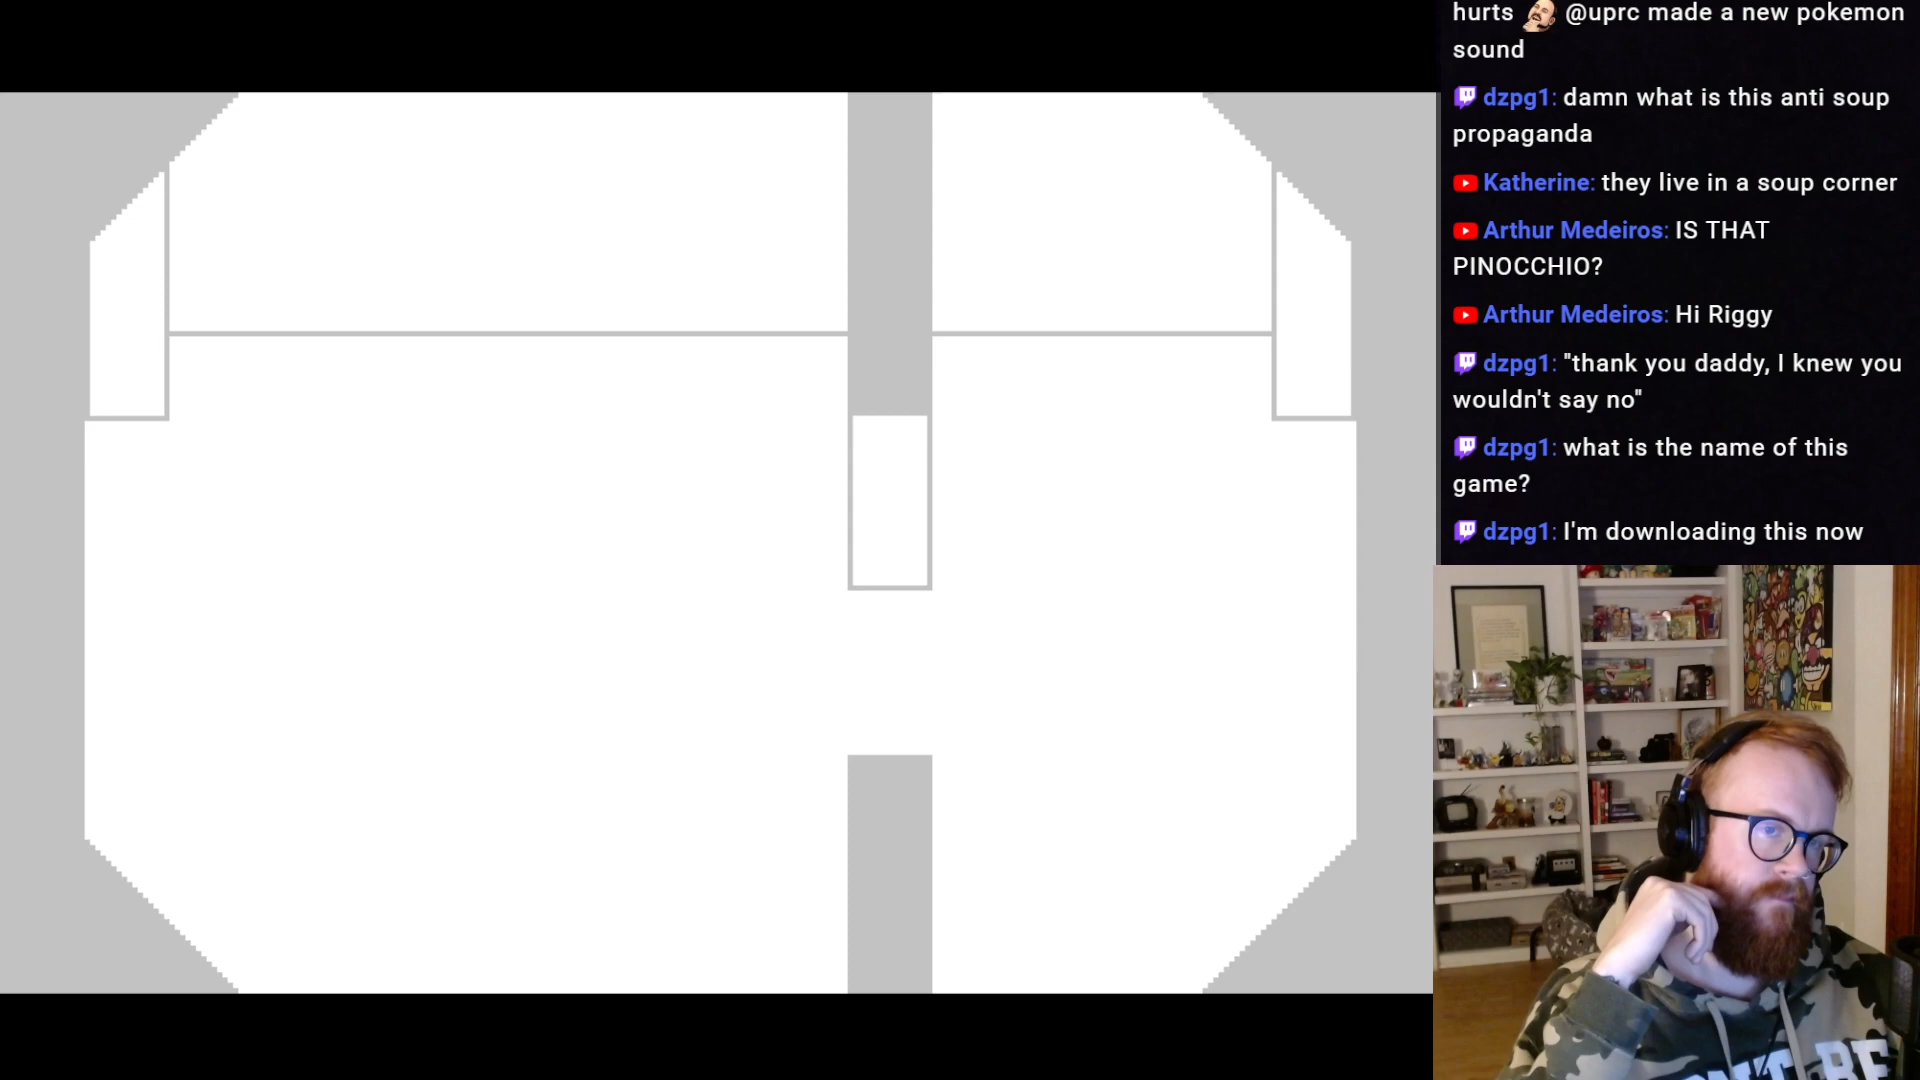 hurts @uprc made a new pokemon
sound
dzpg1: damn what is this anti soup
propaganda
Katherine: they live in a soup corner
Arthur Medeiros: IS THAT
PINOCCHIO?
Arthur Medeiros: Hi Riggy
dzpg1: "thank you daddy, I knew you
wouldn't say no"
dzpg1: what is the name of this
game?
dzpg1: I'm downloading this now